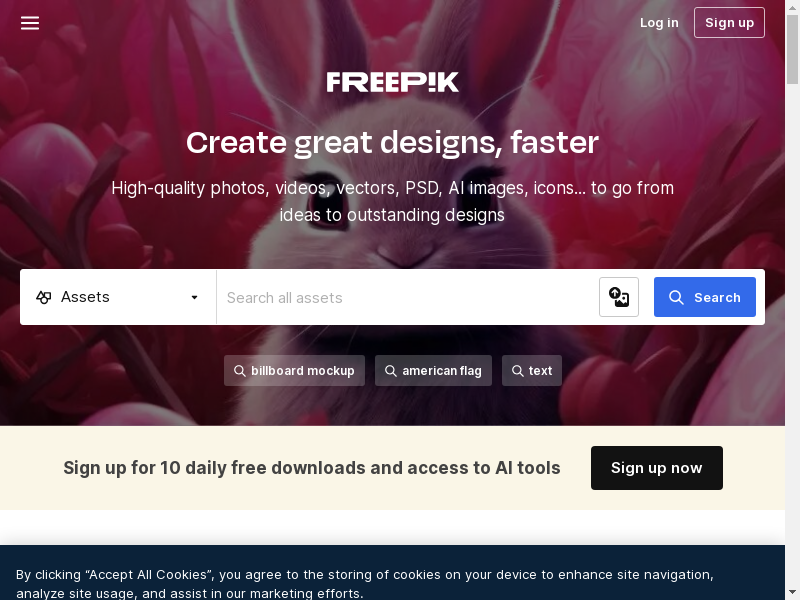 Log in
Sign up
FREEPIK
Create great designs, faster
High-quality photos, videos, vectors, PSD, AI images, icons... to go from
ideas to outstanding designs
Assets
Search all assets
Search
billboard mockup
american flag
text
Sign up for 10 daily free downloads and access to AI tools
Sign up now
By clicking “Accept All Cookies”, you agree to the storing of cookies on your device to enhance site navigation,
analyze site usage, and assist in our marketing efforts.